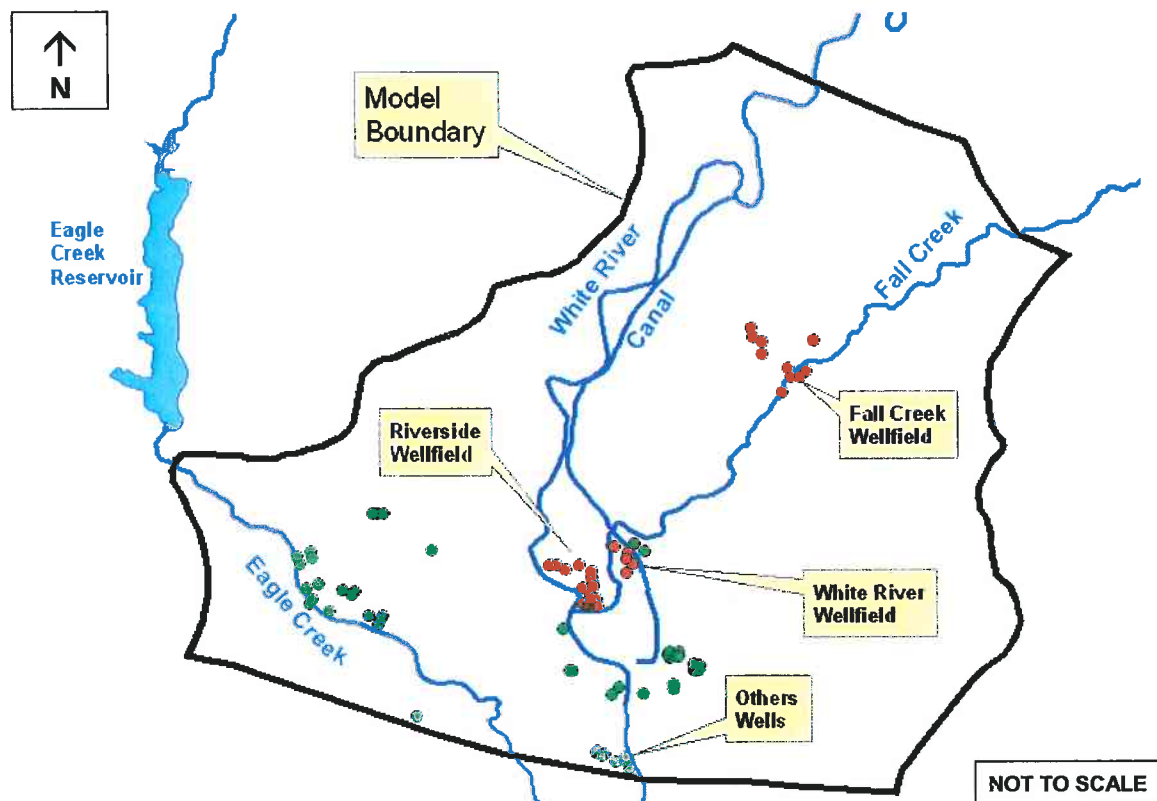 N
Model
Boundary
Eagle
Creek
Reservoir
White River
Canal
Fall Creek
Fall Creek
Wellfield
Riverside
Wellfield
Eagle Creek
White River
Wellfield
Others
Wells
NOT TO SCALE